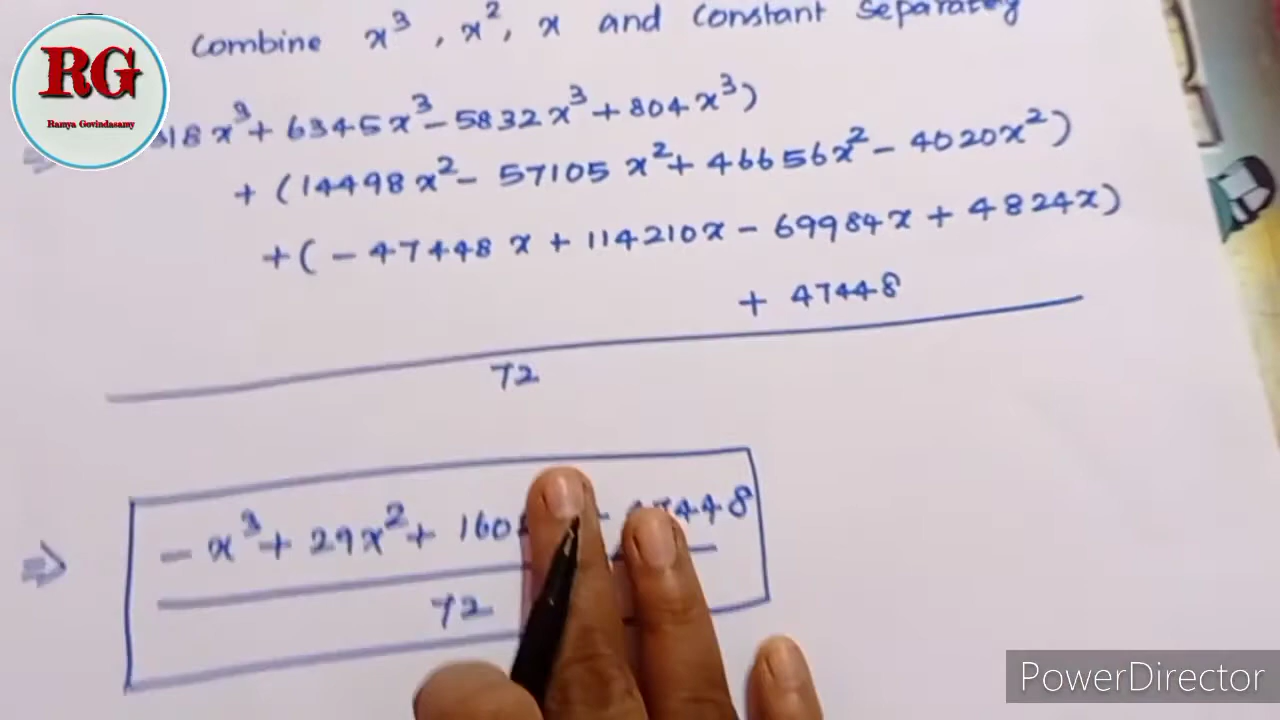 Combine x³, x², x and Constant Separately
RG
Ramya Govindasamy
18x³ + 6345x³ - 5832x³ + 804x³)
+ (14498x² - 57105x² + 46656x² - 4020x²)
+ (-47448x + 114210x - 69984x + 4824x)
+ 47448
72
⇒ -x³ + 29x² + 160 448
72
PowerDirector